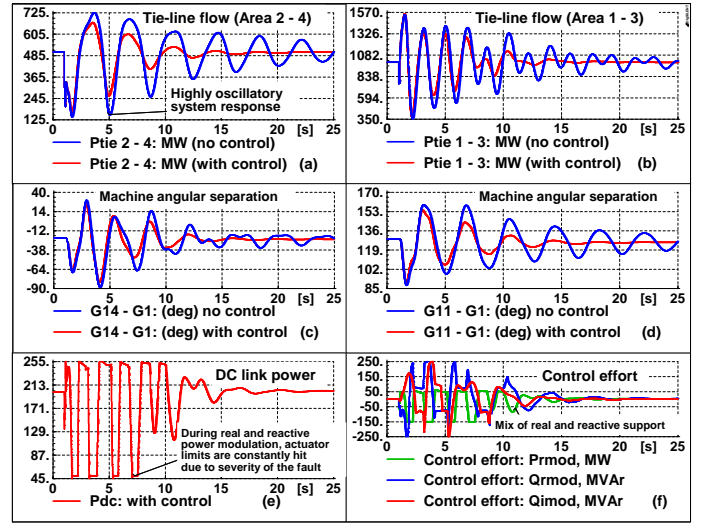 725.
605.
485.
365.
245.
125.
Tie-line flow (Area 2 - 4)
Highly oscillatory
system response
0 5 10 15 20 25
[s]
Ptie 2 - 4: MW (no control)
Ptie 2 - 4: MW (with control) (a)
1570
1326
1082
838.
594.
350.
Tie-line flow (Area 1 - 3)
0 5 10 15 20 25
[s]
Ptie 1 - 3: MW (no control)
Ptie 1 - 3: MW (with control) (b)
40.
14.
-12.
-38.
-64.
-90.
Machine angular separation
0 5 10 15 20 25
[s]
G14 - G1: (deg) no control
G14 - G1: (deg) with control (c)
170.
153.
136.
119.
102.
85.
Machine angular separation
0 5 10 15 20 25
[s]
G11 - G1: (deg) no control
G11 - G1: (deg) with control (d)
255.
213.
171.
129.
87.
45.
DC link power
During real and reactive
power modulation, actuator
limits are constantly hit
due to severity of the fault
0 5 10 15 20 25
[s]
Pdc: with control (e)
250.
150.
50.
-50.
-150.
-250.
Control effort
Mix of real and reactive support
0 5 10 15 20 25
[s]
Control effort: Prmod, MW
Control effort: Qrmod, MVAr
Control effort: Qimod, MVAr (f)